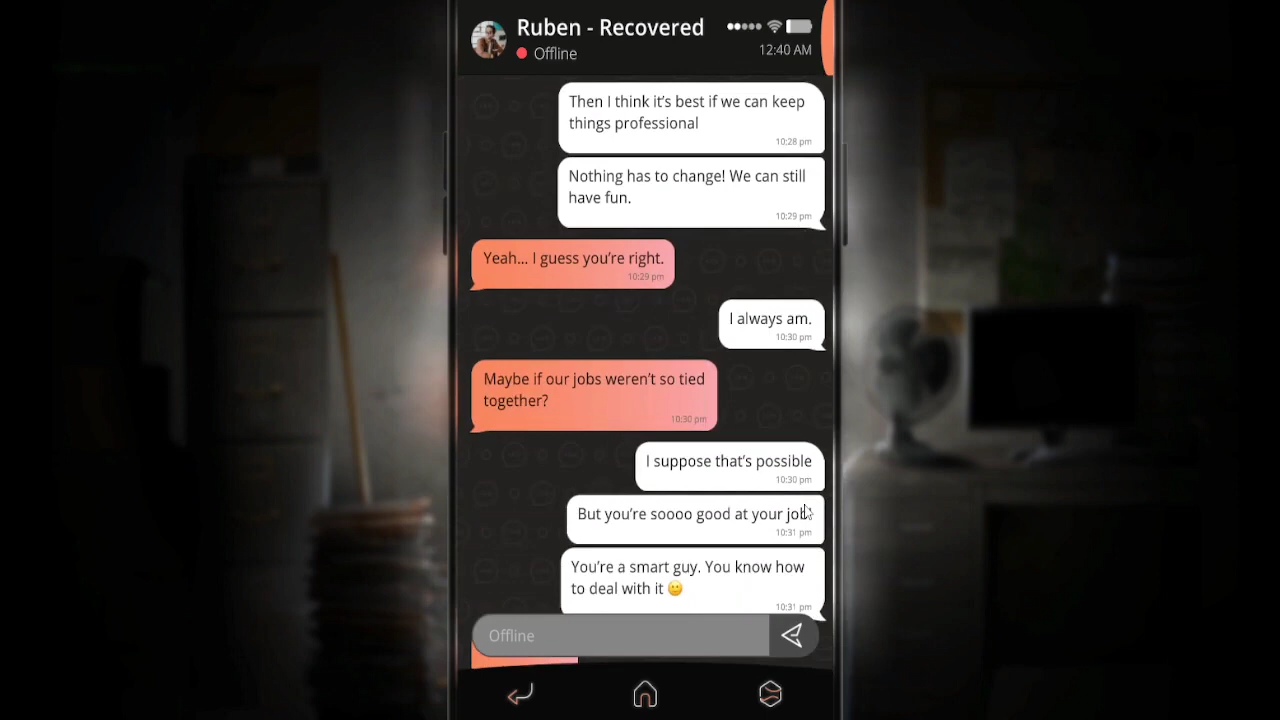 Ruben - Recovered
Offline
12:40 AM
Then I think it's best if we can keep
things professional
10:28 pm
Nothing has to change! We can still
have fun.
10:29 pm
Yeah... I guess you're right.
10:29 pm
I always am.
10:30 pm
Maybe if our jobs weren't so tied
together?
10:30 pm
I suppose that's possible
10:30 pm
But you're soooo good at your job.
10:31 pm
You're a smart guy. You know how
to deal with it 🙂
10:31 pm
Offline